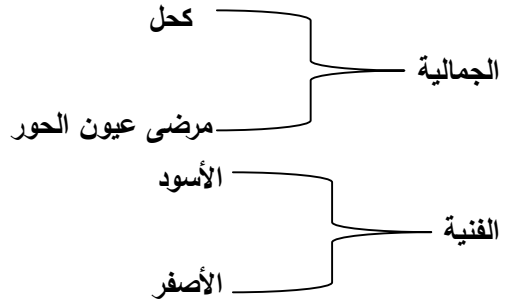 كحل
الجمالية
مرضى عيون الحور
الأسود
الفنية
الأصفر